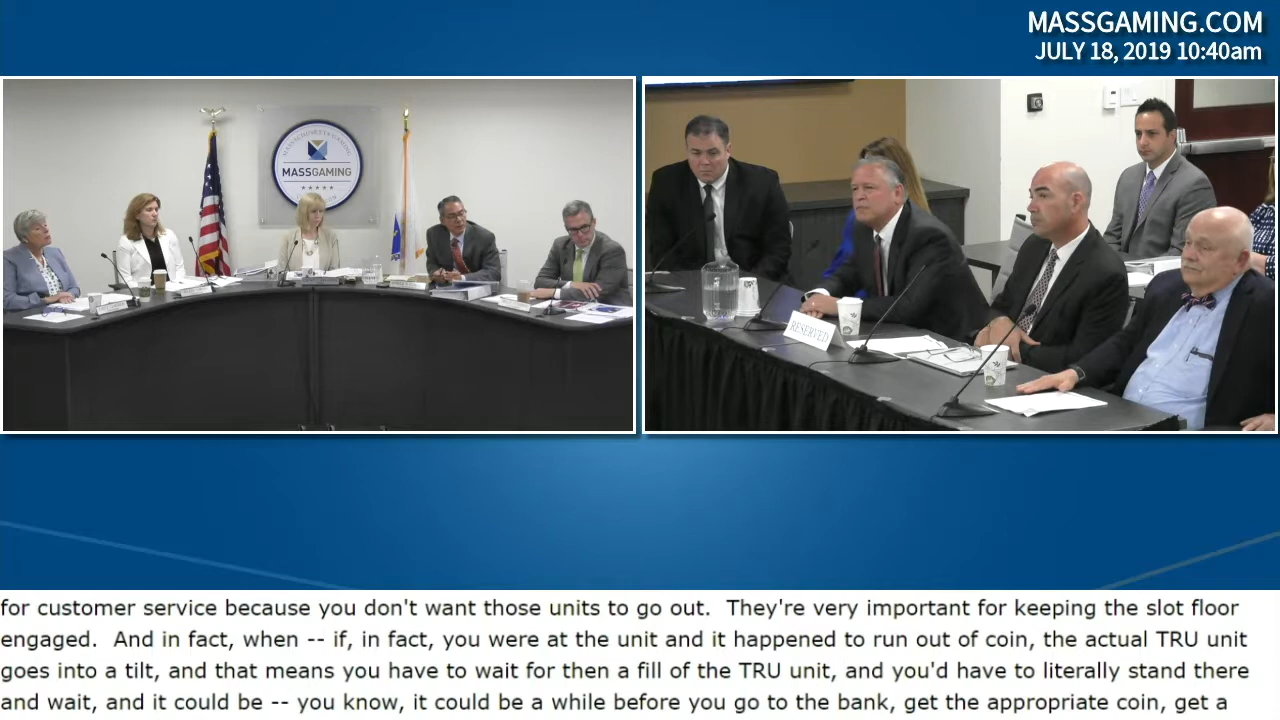 MASSGAMING.COM
JULY 18, 2019 10:40am
MASSGAMING
RESERVED
for customer service because you don't want those units to go out.  They're very important for keeping the slot floor
engaged.  And in fact, when -- if, in fact, you were at the unit and it happened to run out of coin, the actual TRU unit
goes into a tilt, and that means you have to wait for then a fill of the TRU unit, and you'd have to literally stand there
and wait, and it could be -- you know, it could be a while before you go to the bank, get the appropriate coin, get a